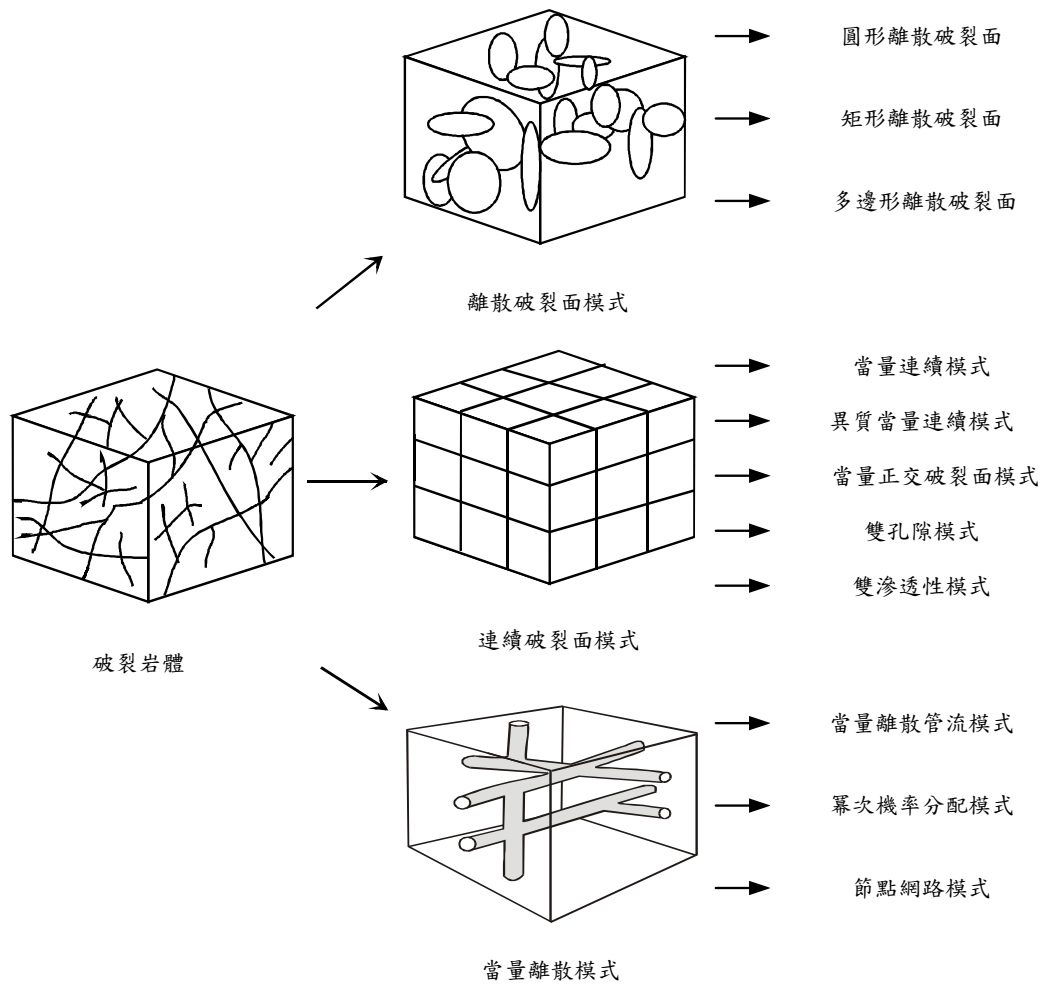 圓形離散破裂面
矩形離散破裂面
多邊形離散破裂面
離散破裂面模式
當量連續模式
異質當量連續模式
當量正交破裂面模式
雙孔隙模式
雙滲透性模式
連續破裂面模式
破裂岩體
當量離散管流模式
冪次機率分配模式
節點網路模式
當量離散模式